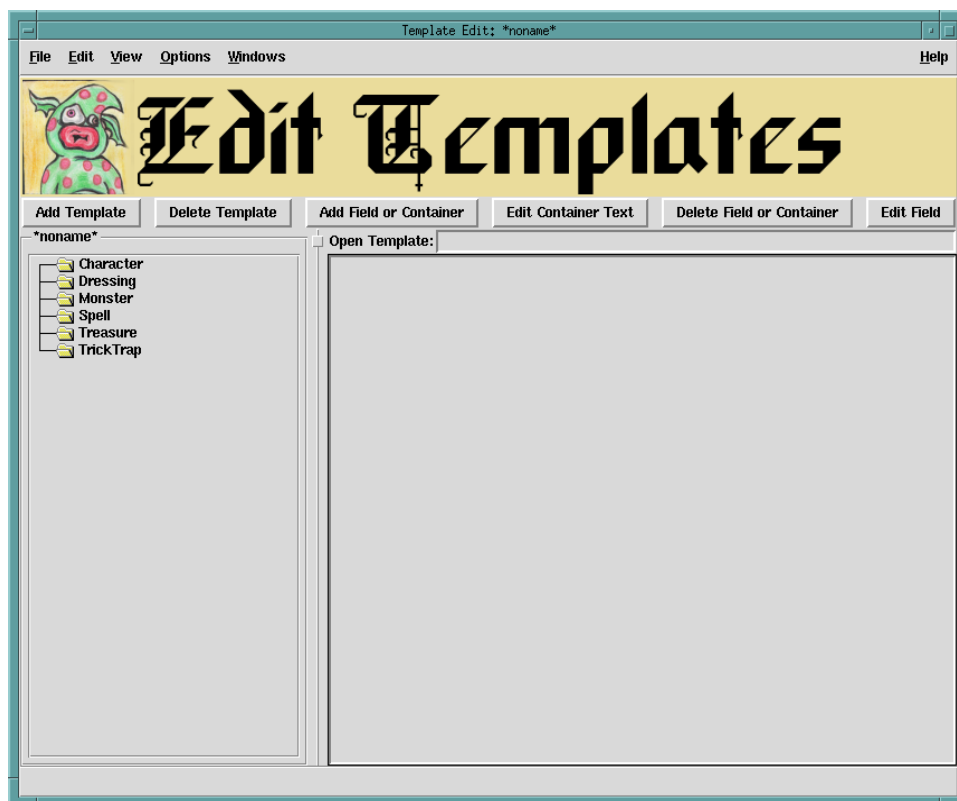 Template Edit: *noname*
File Edit View Options Windows Help
Edit Templates
Add Template Delete Template Add Field or Container Edit Container Text Delete Field or Container Edit Field
*noname*
Open Template:
Character
Dressing
Monster
Spell
Treasure
TrickTrap